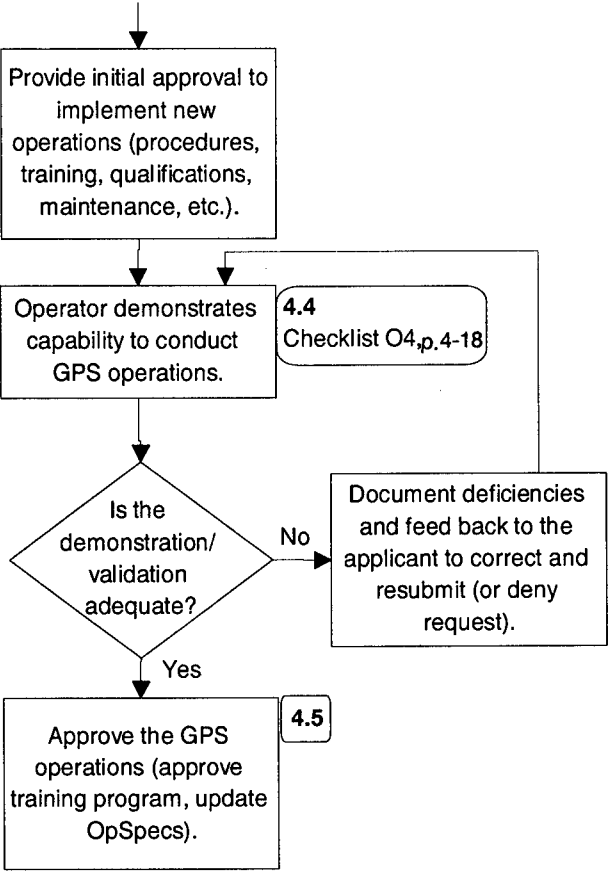 Provide initial approval to
implement new
operations (procedures,
training, qualifications,
maintenance, etc.).
Operator demonstrates
capability to conduct
GPS operations.
4.4
Checklist O4,p.4-18
Is the
demonstration/
validation
adequate?
No
Document deficiencies
and feed back to the
applicant to correct and
resubmit (or deny
request).
Yes
4.5
Approve the GPS
operations (approve
training program, update
OpSpecs).